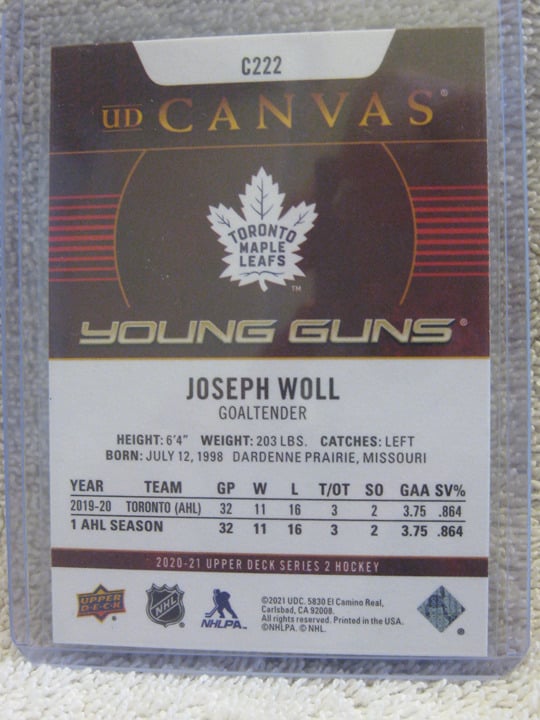 C222
UD CANVAS®
TORONTO
MAPLE
LEAFS
TM
YOUNG GUNS®
JOSEPH WOLL
GOALTENDER
HEIGHT: 6'4" WEIGHT: 203 LBS. CATCHES: LEFT
BORN: JULY 12, 1998 DARDENNE PRAIRIE, MISSOURI
YEAR TEAM GP W L T/OT SO GAA SV%
2019-20 TORONTO (AHL) 32 11 16 3 2 3.75 .864
1 AHL SEASON 32 11 16 3 2 3.75 .864
2020-21 UPPER DECK SERIES 2 HOCKEY
UPPER
DECK
®
NHL
NHLPA
©2021 UDC. 5830 El Camino Real,
Carlsbad, CA 92008.
All rights reserved. Printed in the USA.
©NHLPA. © NHL.
®